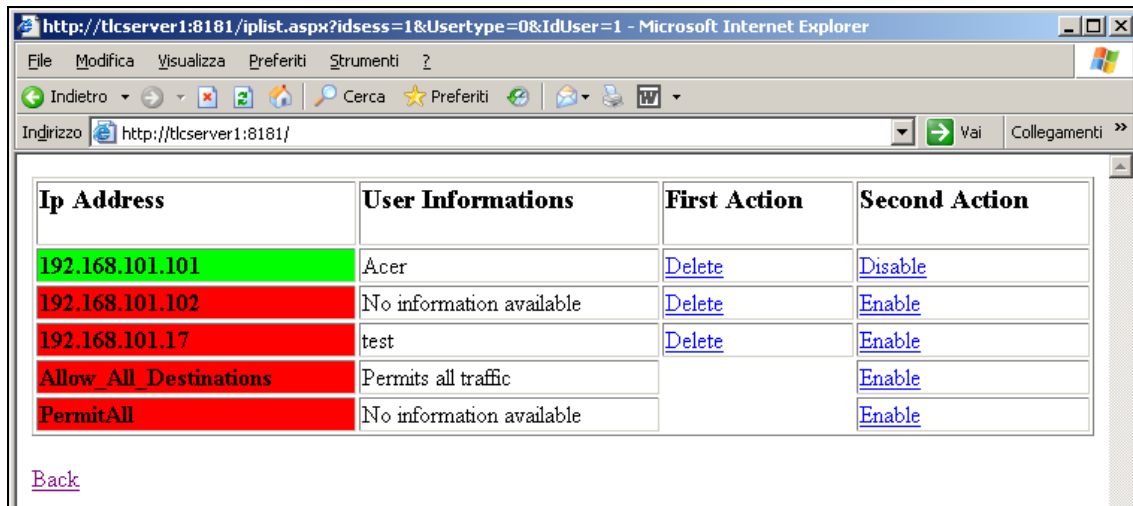 http://tlcserver1:8181/iplist.aspx?idsess=1&Usertype=0&IdUser=1 - Microsoft Internet Explorer
File Modifica Visualizza Preferiti Strumenti ?
Indietro Cerca Preferiti
Indirizzo http://tlcserver1:8181/ Vai Collegamenti »
Ip Address User Informations First Action Second Action
192.168.101.101 Acer Delete Disable
192.168.101.102 No information available Delete Enable
192.168.101.17 test Delete Enable
Allow_All_Destinations Permits all traffic Enable
PermitAll No information available Enable
Back